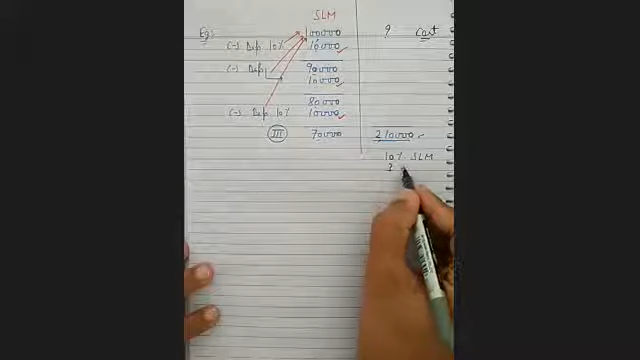 SLM
Eg: 100000 ? Cost
(-) Dep 10% 10000
90000
(-) Dep 10000
80000
(-) Dep 10% 10000
III 70000 210000
10% SLM
?